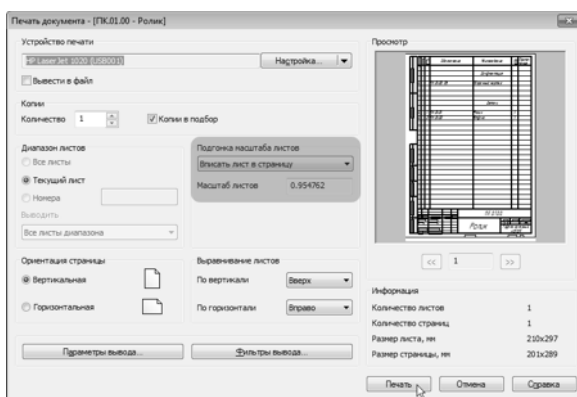 Печать документа - [ПК.01.00 - Ролик]
Устройство печати
HP LaserJet 1020 (USB001)
Настройка...
Вывести в файл
Копии
Количество 1
Копии в подбор
Диапазон листов
Все листы
Текущий лист
Номера
Выводить
Все листы диапазона
Подгонка масштаба листов
Вписать лист в страницу
Масштаб листов 0.954762
Ориентация страницы
Вертикальная
Горизонтальная
Выравнивание листов
По вертикали Вверх
По горизонтали Вправо
Параметры вывода...
Фильтры вывода...
Просмотр
Ролик
<< 1 >>
Информация
Количество листов 1
Количество страниц 1
Размер листа, мм 210x297
Размер страницы, мм 201x289
Печать
Отмена
Справка